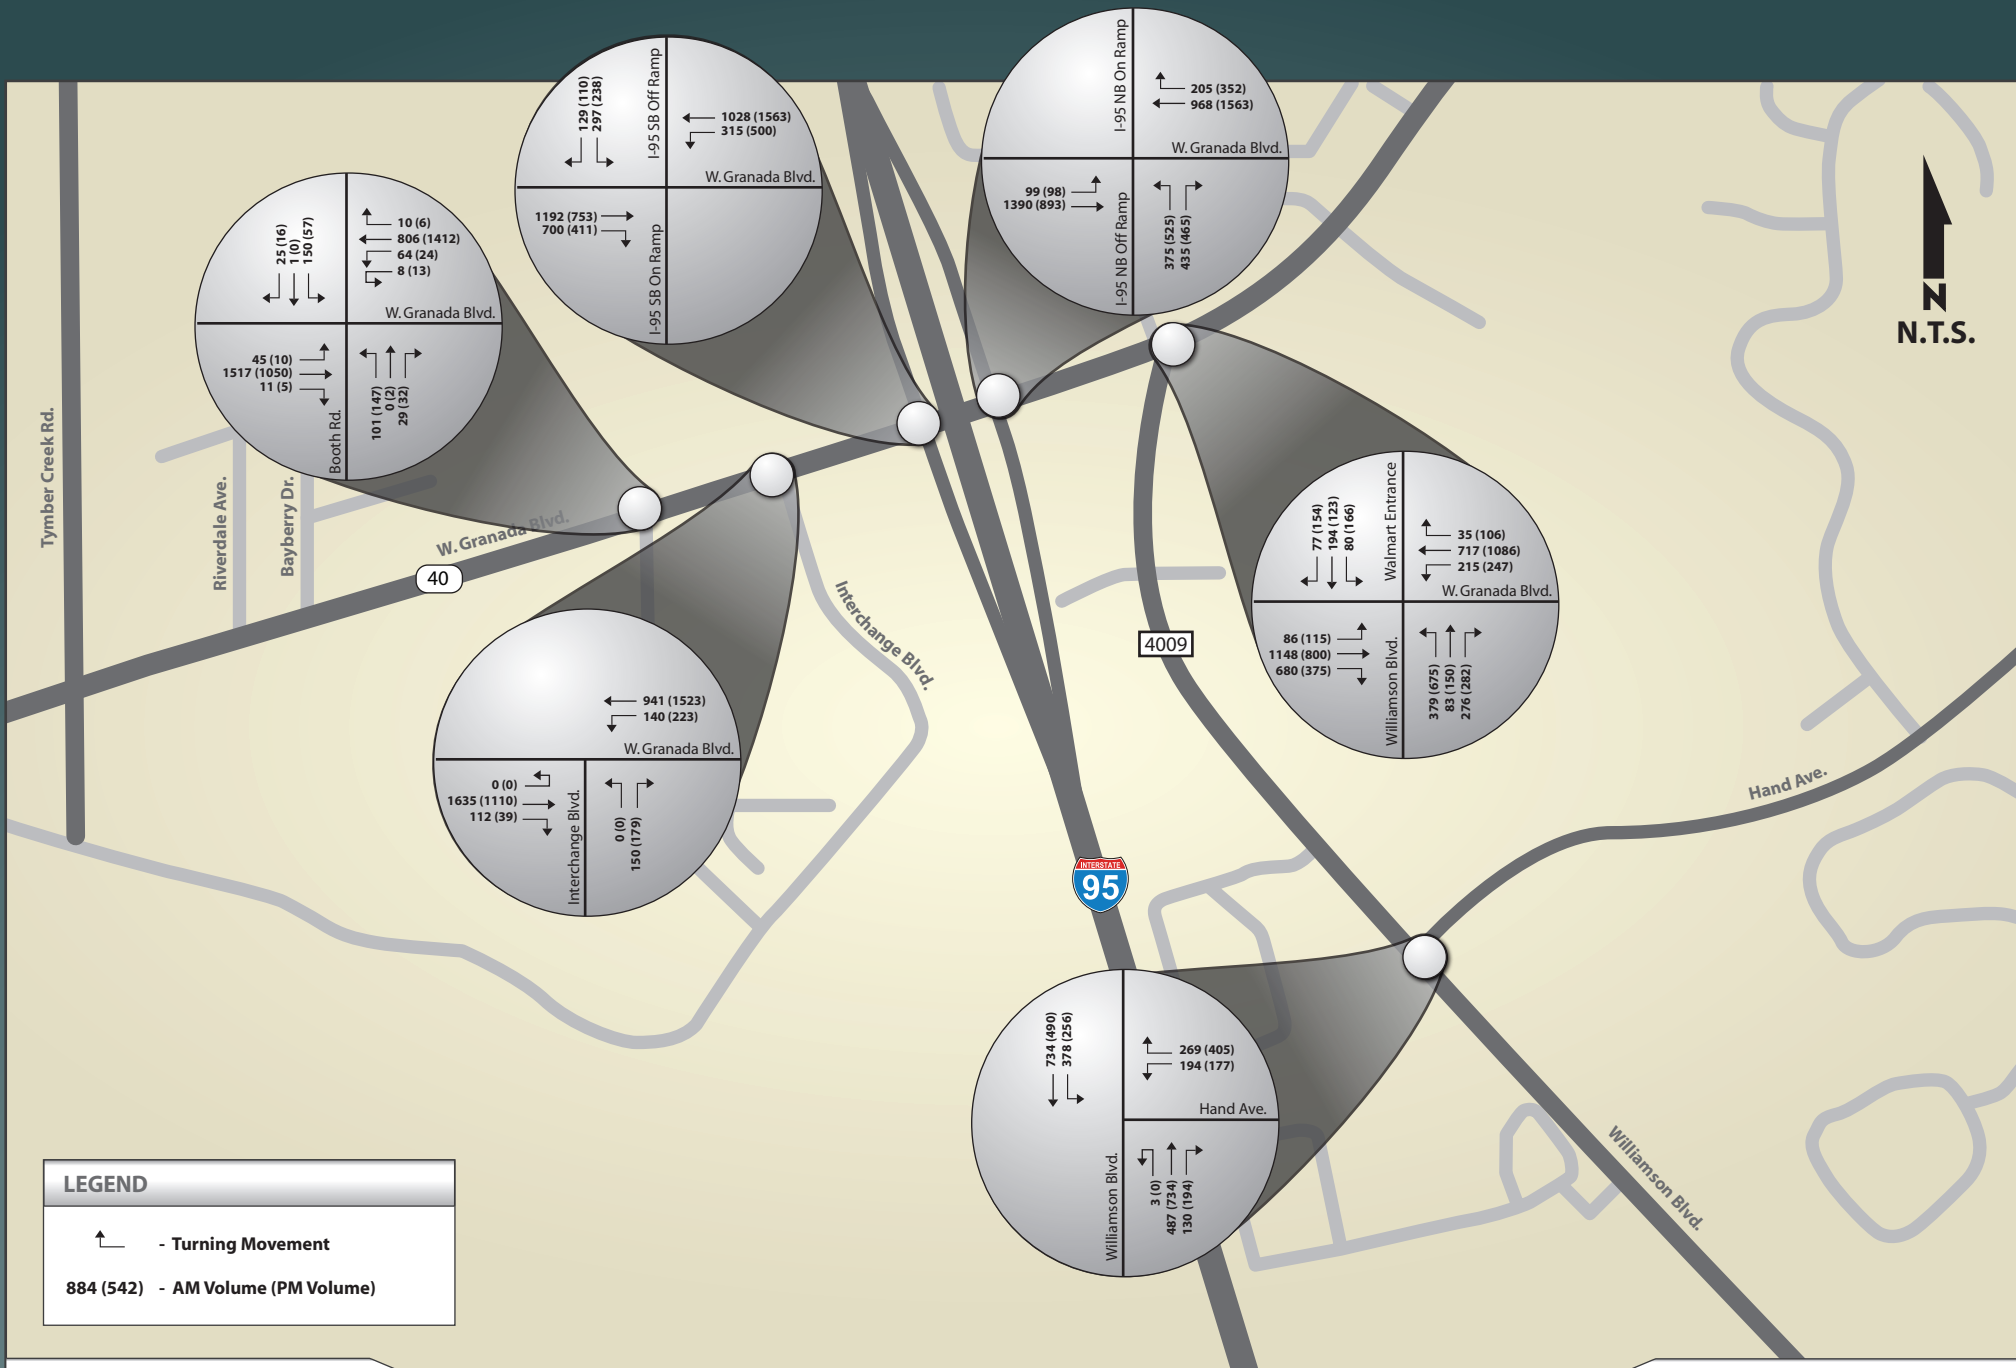 129 (110)
297 (238)
I-95 SB Off Ramp
1028 (1563)
315 (500)
W. Granada Blvd.
1192 (753)
700 (411)
I-95 SB On Ramp
I-95 NB On Ramp
205 (352)
968 (1563)
W. Granada Blvd.
99 (98)
1390 (893)
I-95 NB Off Ramp
375 (525)
435 (465)
25 (16)
1 (0)
150 (57)
10 (6)
806 (1412)
64 (24)
8 (13)
W. Granada Blvd.
45 (10)
1517 (1050)
11 (5)
Booth Rd.
101 (147)
0 (2)
29 (32)
N
N.T.S.
Tymber Creek Rd.
Riverdale Ave.
Bayberry Dr.
W. Granada Blvd.
40
Interchange Blvd.
4009
77 (154)
194 (123)
80 (166)
Walmart Entrance
35 (106)
717 (1086)
215 (247)
W. Granada Blvd.
86 (115)
1148 (800)
680 (375)
Williamson Blvd.
379 (675)
83 (150)
276 (282)
941 (1523)
140 (223)
W. Granada Blvd.
0 (0)
1635 (1110)
112 (39)
Interchange Blvd.
0 (0)
150 (179)
Hand Ave.
INTERSTATE
95
734 (490)
378 (256)
269 (405)
194 (177)
Hand Ave.
Williamson Blvd.
3 (0)
487 (734)
130 (194)
Williamson Blvd.
LEGEND
- Turning Movement
884 (542) - AM Volume (PM Volume)